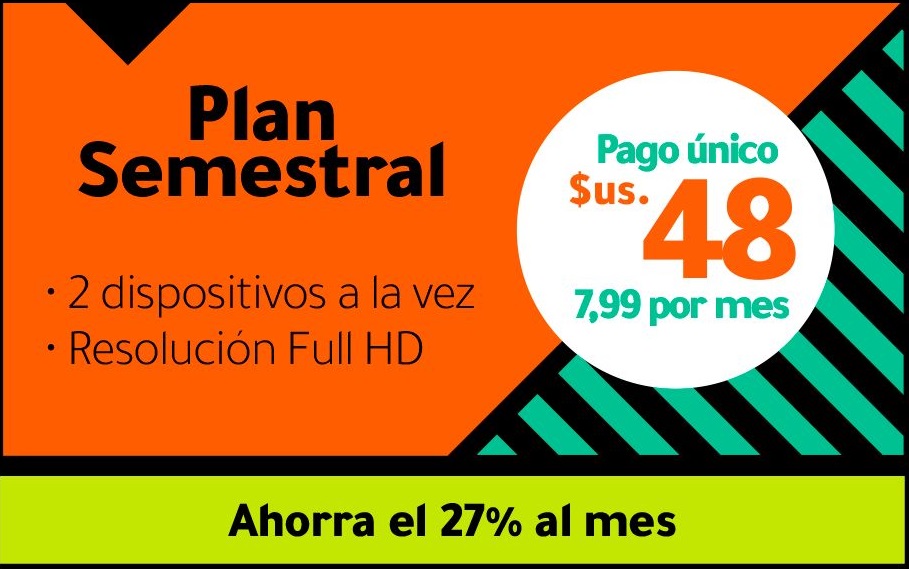 Plan
Semestral
• 2 dispositivos a la vez
• Resolución Full HD
Pago único
$us. 48
7,99 por mes
Ahorra el 27% al mes